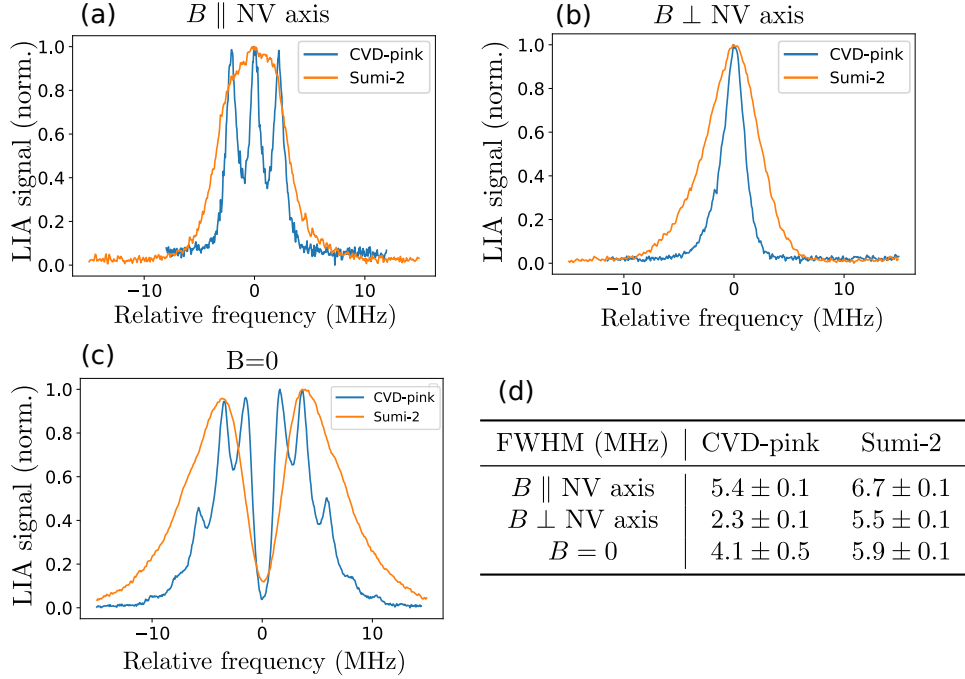 (a)
B ∥ NV axis
LIA signal (norm.)
1.0
0.8
0.6
0.4
0.2
0.0
CVD-pink
Sumi-2
−10
0
10
Relative frequency (MHz)
(b)
B ⊥ NV axis
LIA signal (norm.)
1.0
0.8
0.6
0.4
0.2
0.0
CVD-pink
Sumi-2
−10
0
10
Relative frequency (MHz)
(c)
B=0
LIA signal (norm.)
1.0
0.8
0.6
0.4
0.2
0.0
CVD-pink
Sumi-2
−10
0
10
Relative frequency (MHz)
(d)
FWHM (MHz) CVD-pink Sumi-2
B ∥ NV axis 5.4 ± 0.1 6.7 ± 0.1
B ⊥ NV axis 2.3 ± 0.1 5.5 ± 0.1
B = 0 4.1 ± 0.5 5.9 ± 0.1